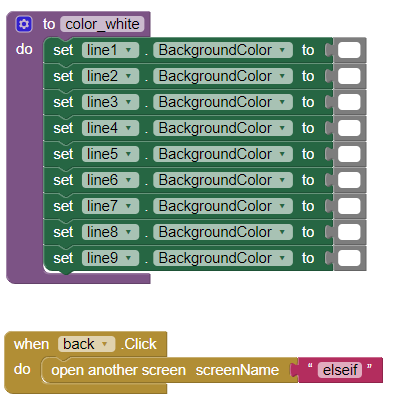 to color_white
do set line1 . BackgroundColor to
set line2 . BackgroundColor to
set line3 . BackgroundColor to
set line4 . BackgroundColor to
set line5 . BackgroundColor to
set line6 . BackgroundColor to
set line7 . BackgroundColor to
set line8 . BackgroundColor to
set line9 . BackgroundColor to
when back .Click
do open another screen screenName “ elseif ”